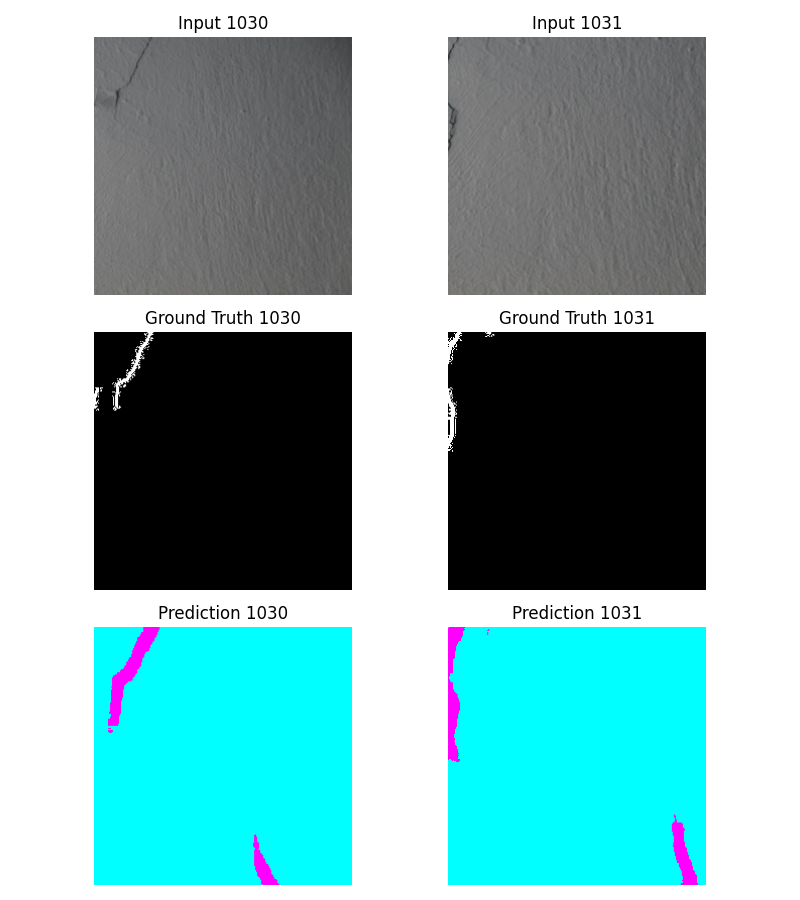 Input 1030
Input 1031
Ground Truth 1030
Ground Truth 1031
Prediction 1030
Prediction 1031